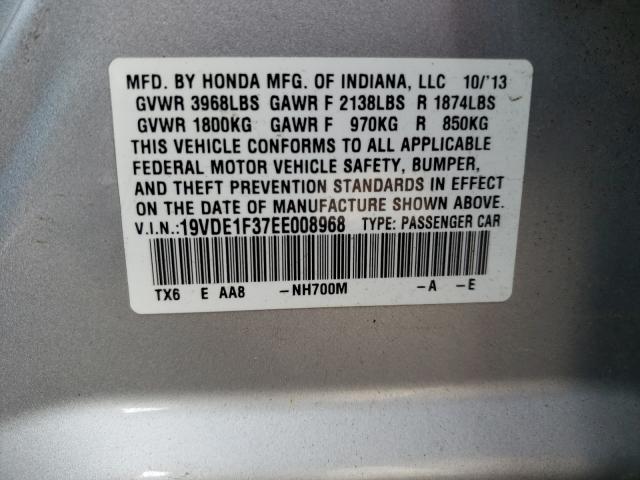 MFD. BY HONDA MFG. OF INDIANA, LLC 10/'13
GVWR 3968LBS GAWR F 2138LBS R 1874LBS
GVWR 1800KG GAWR F 970KG R 850KG
THIS VEHICLE CONFORMS TO ALL APPLICABLE
FEDERAL MOTOR VEHICLE SAFETY, BUMPER,
AND THEFT PREVENTION STANDARDS IN EFFECT
ON THE DATE OF MANUFACTURE SHOWN ABOVE.
V.I.N.:19VDE1F37EE008968 TYPE: PASSENGER CAR
TX6 E AA8 -NH700M -A -E